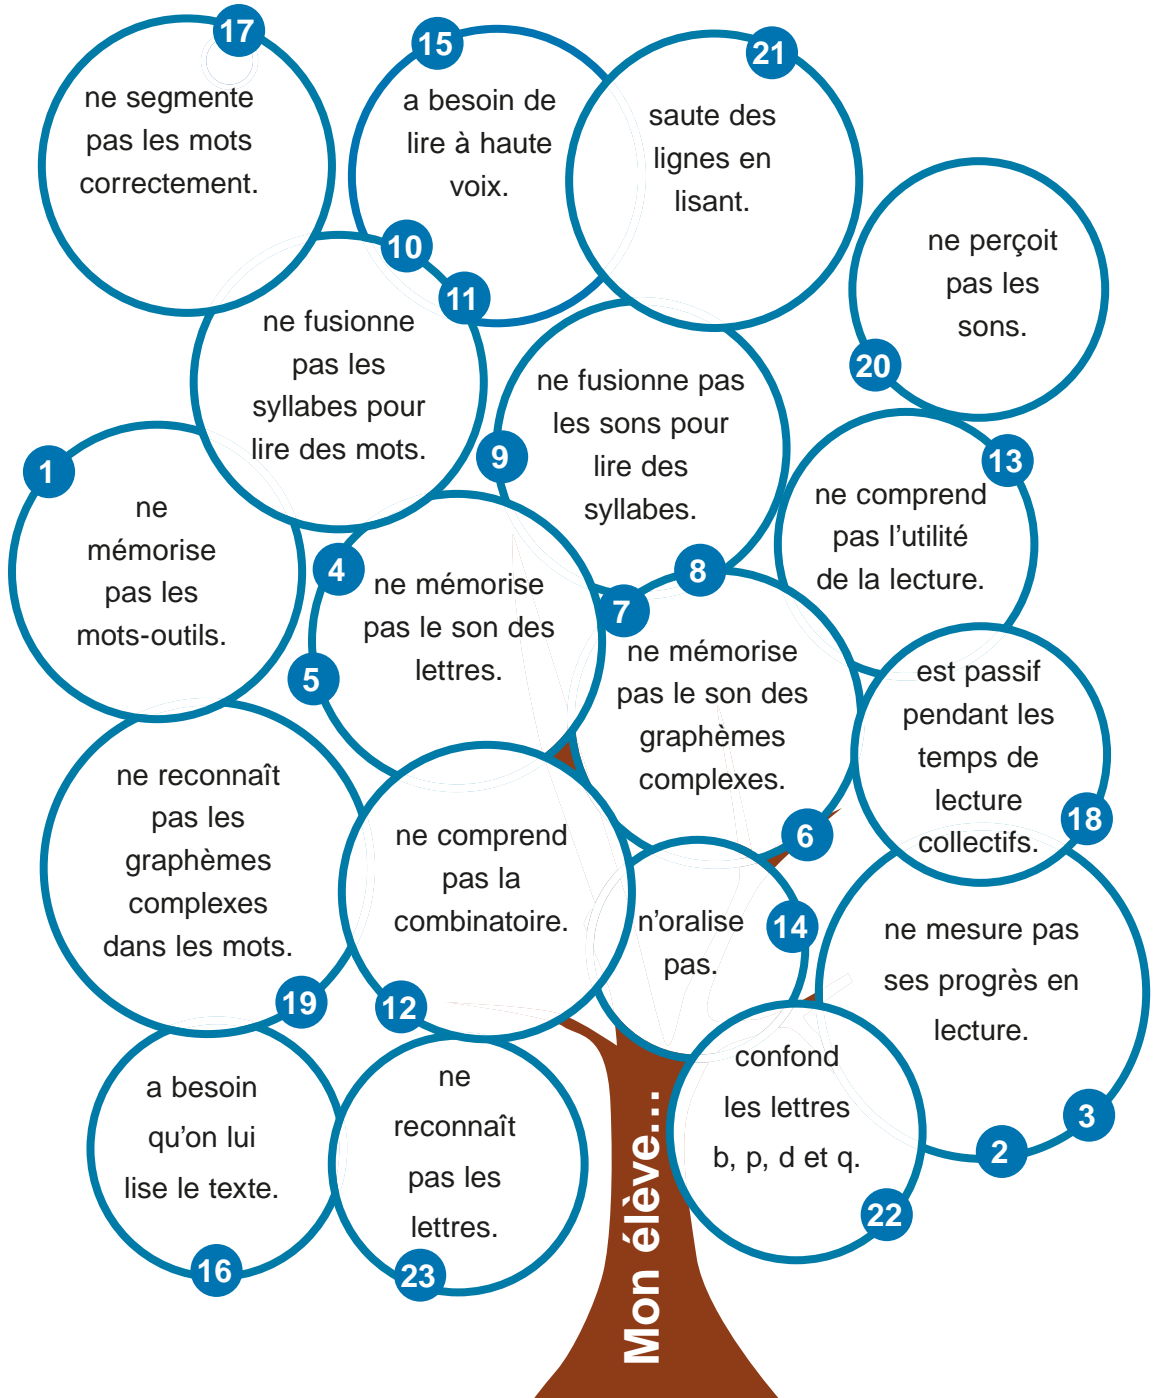 17
ne segmente
pas les mots
correctement.
15
a besoin de
lire à haute
voix.
21
saute des
lignes en
lisant.
20
ne perçoit
pas les
sons.
10
11
ne fusionne
pas les
syllabes pour
lire des mots.
9
ne fusionne pas
les sons pour
lire des
syllabes.
13
ne comprend
pas l’utilité
de la lecture.
1
ne
mémorise
pas les
mots-outils.
4
5
ne mémorise
pas le son des
lettres.
7
8
6
ne mémorise
pas le son des
graphèmes
complexes.
18
est passif
pendant les
temps de
lecture
collectifs.
19
ne reconnaît
pas les
graphèmes
complexes
dans les mots.
12
ne comprend
pas la
combinatoire.
14
n’oralise
pas.
2
3
ne mesure pas
ses progrès en
lecture.
16
a besoin
qu’on lui
lise le texte.
23
ne
reconnaît
pas les
lettres.
22
confond
les lettres
b, p, d et q.
Mon élève...